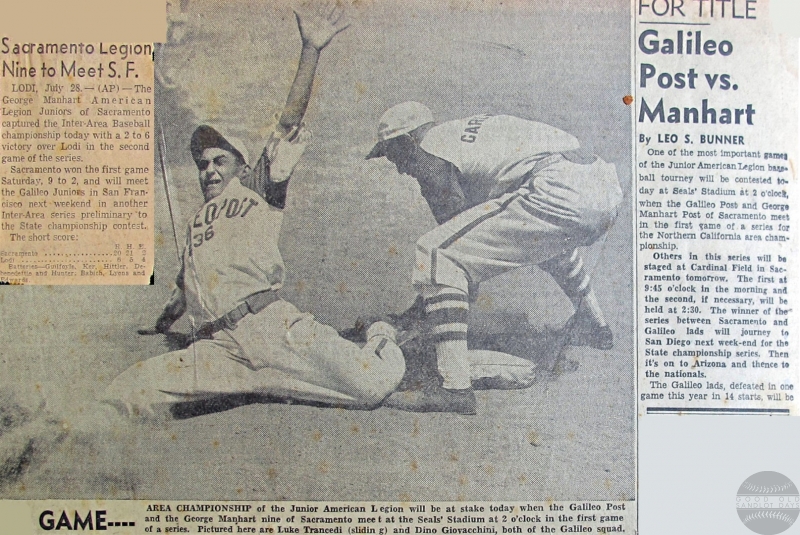 Sacramento Legion
Nine to Meet S. F.
LODI, July 28.—(AP)—The
George Manhart American
Legion Juniors of Sacramento
captured the Inter-Area Baseball
championship today with a 2 to 6
victory over Lodi in the second
game of the series.
Sacramento won the first game
Saturday, 9 to 2, and will meet
the Galileo Juniors in San Fran-
cisco next weekend in another
Inter-Area series preliminary to
the State championship contest.
The short score:
R H E
Sacramento
Lodi
Batteries—
and Hunter; Babich, Lyons and
36
GAR
FOR TITLE
Galileo
Post vs.
Manhart
By LEO S. BUNNER
One of the most important games
of the Junior American Legion base-
ball tourney will be contested to-
day at Seals' Stadium at 2 o'clock,
when the Galileo Post and George
Manhart Post of Sacramento meet
in the first game of a series for
the Northern California area cham-
pionship.
Others in this series will be
staged at Cardinal Field in Sac-
ramento tomorrow. The first at
9:45 o'clock in the morning and
the second, if necessary, will be
held at 2:30. The winner of the
series between Sacramento and
Galileo lads will journey to
San Diego next week-end for the
State championship series. Then
it's on to Arizona and thence to
the nationals.
The Galileo lads, defeated in one
game this year in 14 starts, will be
GAME----
AREA CHAMPIONSHIP of the Junior American Legion will be at stake today when the Galileo Post
and the George Manhart nine of Sacramento meet at the Seals' Stadium at 2 o'clock in the first game
of a series. Pictured here are Luke Trancedi (sliding) and Dino Giovacchini, both of the Galileo squad.
GOOD OLD
SANDLOT DAYS